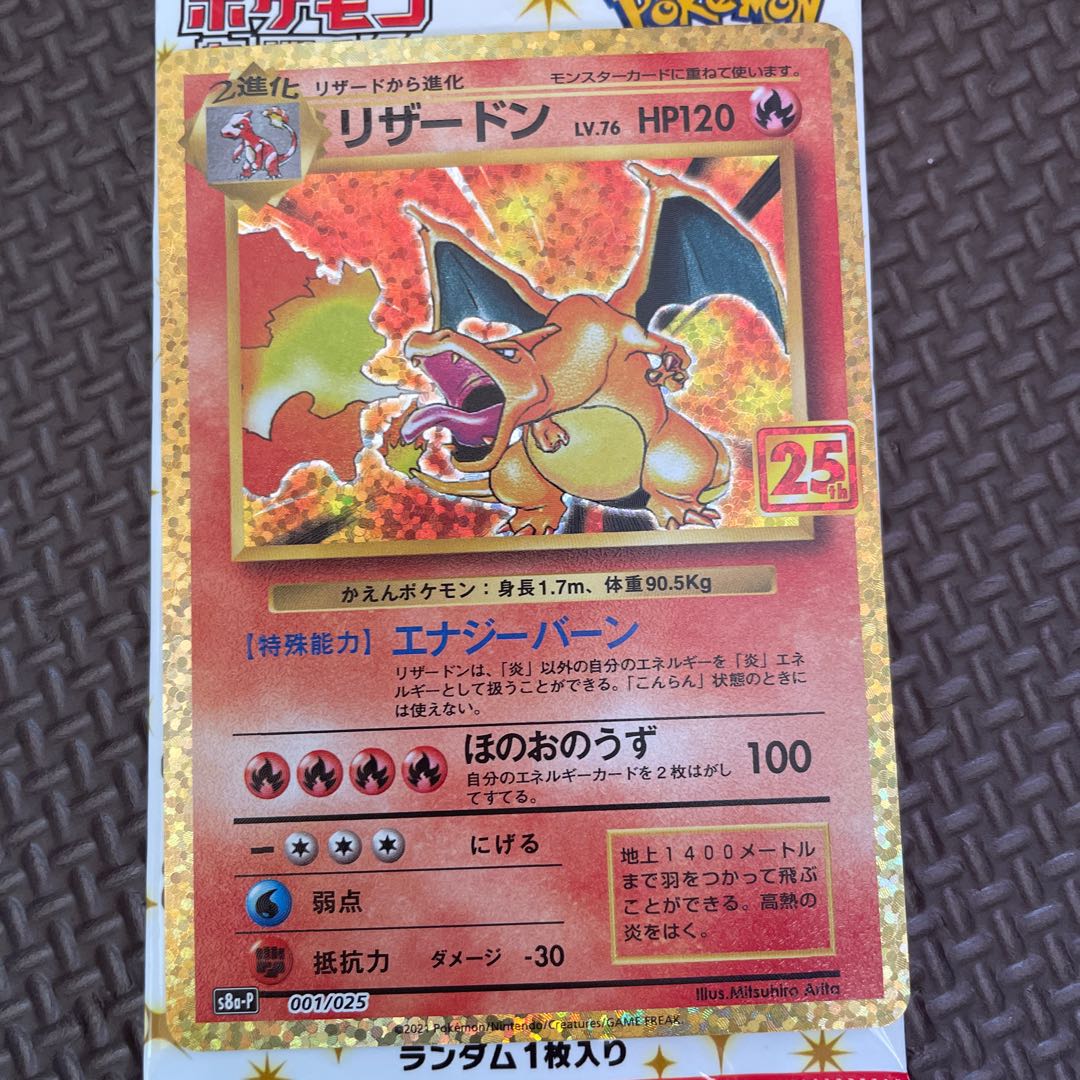 ポケモン
POKÉMON
2進化 リザードから進化
モンスターカードに重ねて使います。
リザードン LV.76 HP120
25th
かえんポケモン：身長1.7m、体重90.5Kg
【特殊能力】エナジーバーン
リザードンは、「炎」以外の自分のエネルギーを「炎」エネ
ルギーとして扱うことができる。「こんらん」状態のときに
は使えない。
ほのおのうず 100
自分のエネルギーカードを２枚はがし
てすてる。
にげる
弱点
抵抗力 ダメージ -30
地上１４００メートル
まで羽をつかって飛ぶ
ことができる。高熱の
炎をはく。
Illus.Mitsuhiro Arita
s8a-P 001/025
©2021 Pokémon/Nintendo/Creatures/GAME FREAK.
ランダム1枚入り